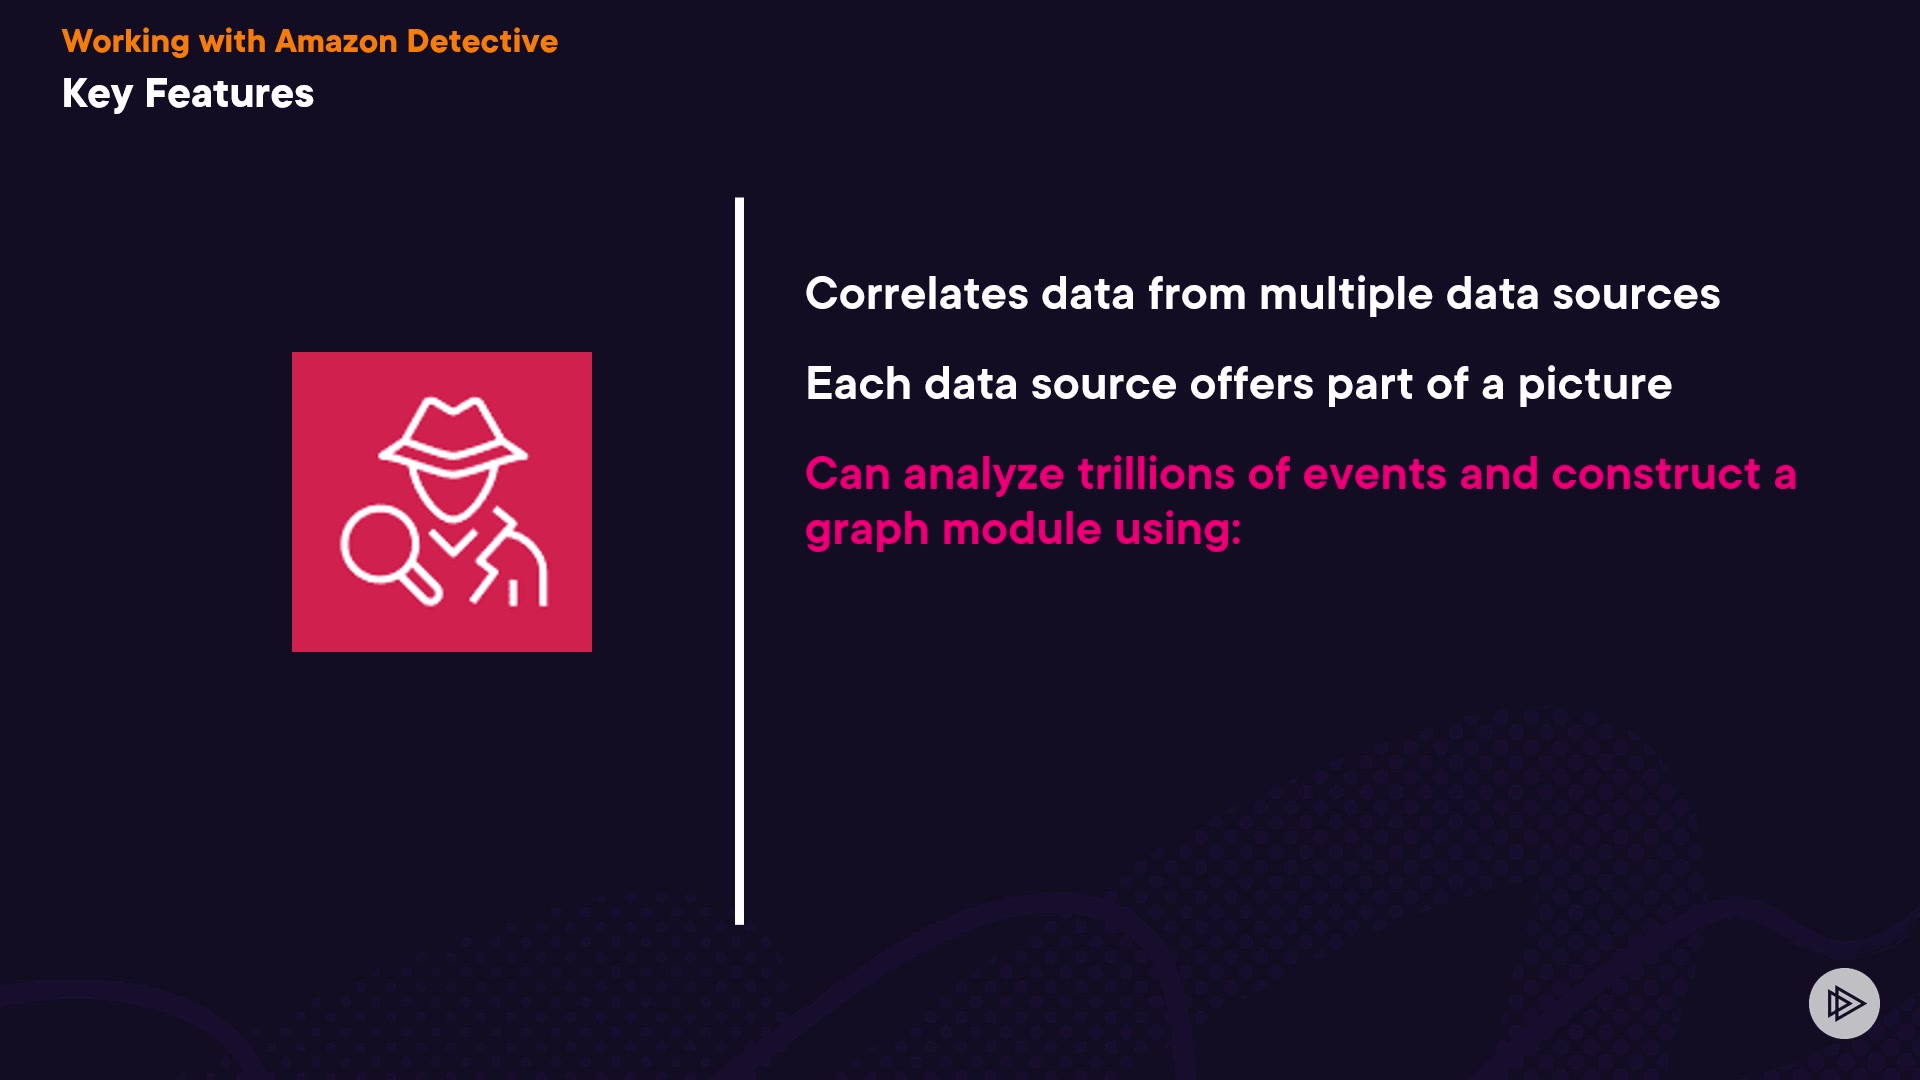 Working with Amazon Detective
Key Features
Correlates data from multiple data sources
Each data source offers part of a picture
Can analyze trillions of events and construct a
graph module using: